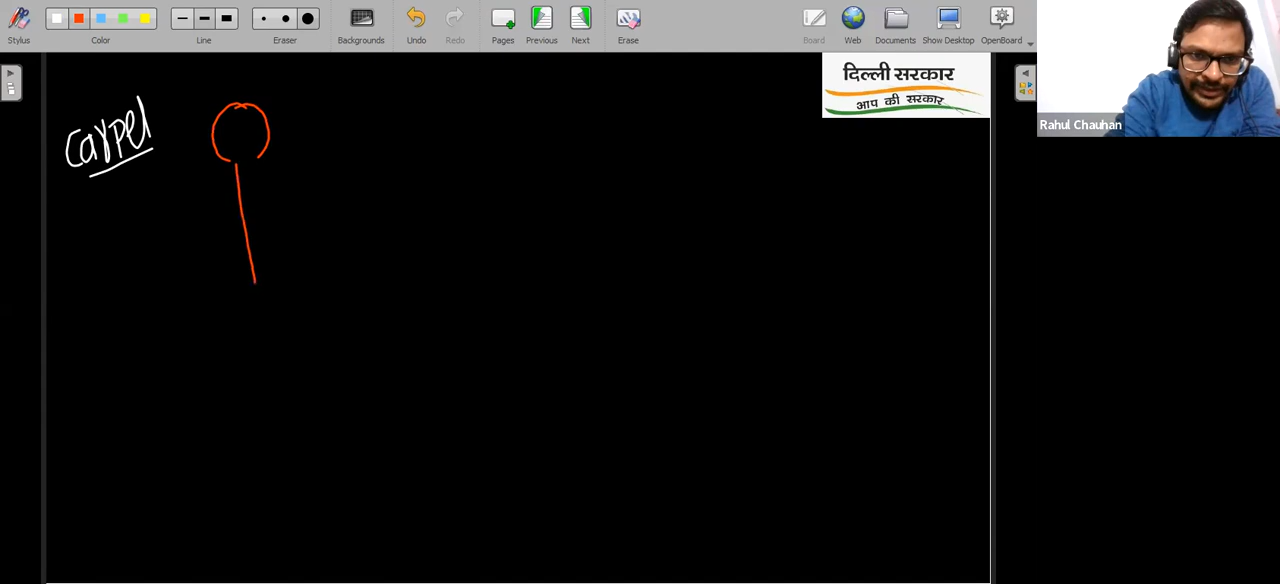 Stylus
Color
Line
Eraser
Backgrounds
Undo
Redo
Pages
Previous
Next
Erase
Board
Web
Documents
Show Desktop
OpenBoard
Carpel
दिल्ली सरकार
आप की सरकार
Rahul Chauhan